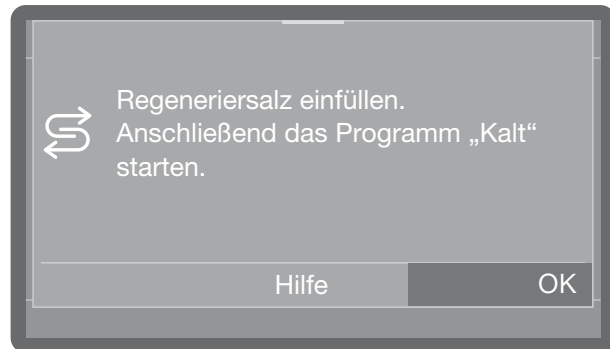 Regeneriersalz einfüllen.
Anschließend das Programm „Kalt“
starten.
Hilfe
OK